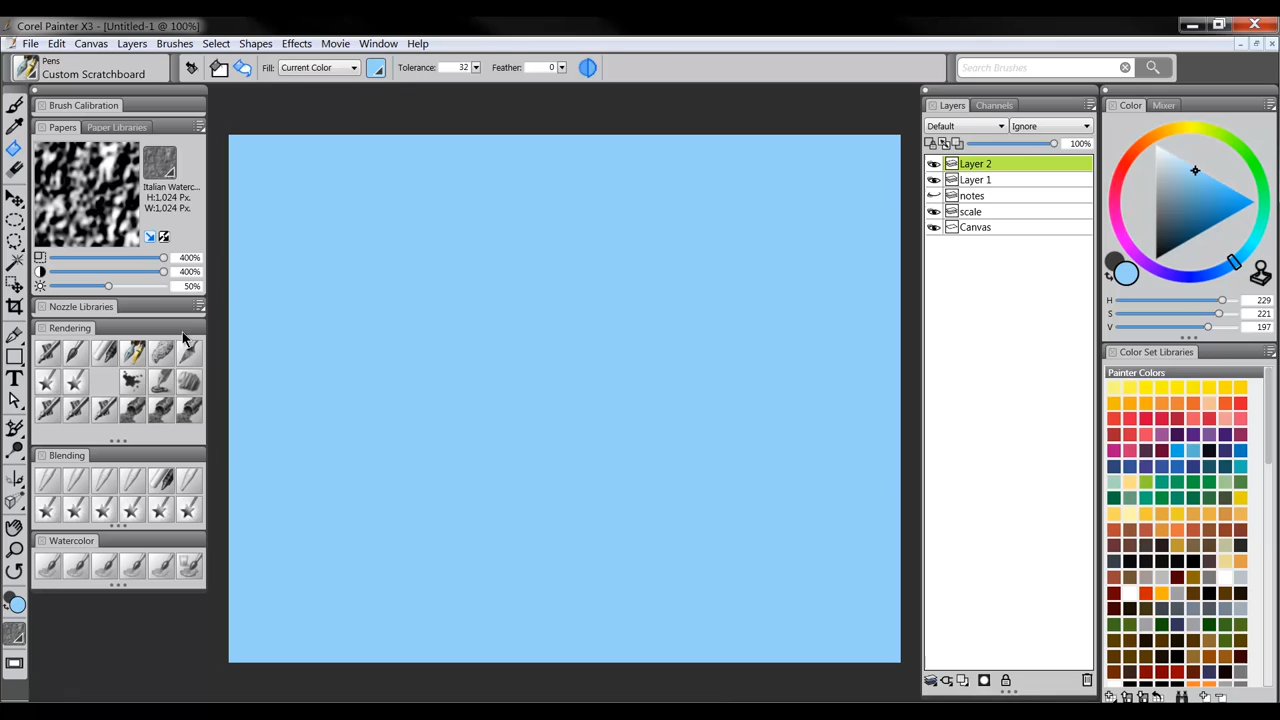 Corel Painter X3 - [Untitled-1 @ 100%]
File Edit Canvas Layers Brushes Select Shapes Effects Movie Window Help
Pens
Custom Scratchboard
Fill: Current Color Tolerance: 32 Feather: 0
Search Brushes
Brush Calibration
Papers Paper Libraries
Italian Waterc...
H:1,024 Px.
W:1,024 Px.
400%
400%
50%
Nozzle Libraries
Rendering
Blending
Watercolor
Layers Channels
Default Ignore
100%
Layer 2
Layer 1
notes
scale
Canvas
Color Mixer
H 229
S 221
V 197
Color Set Libraries
Painter Colors